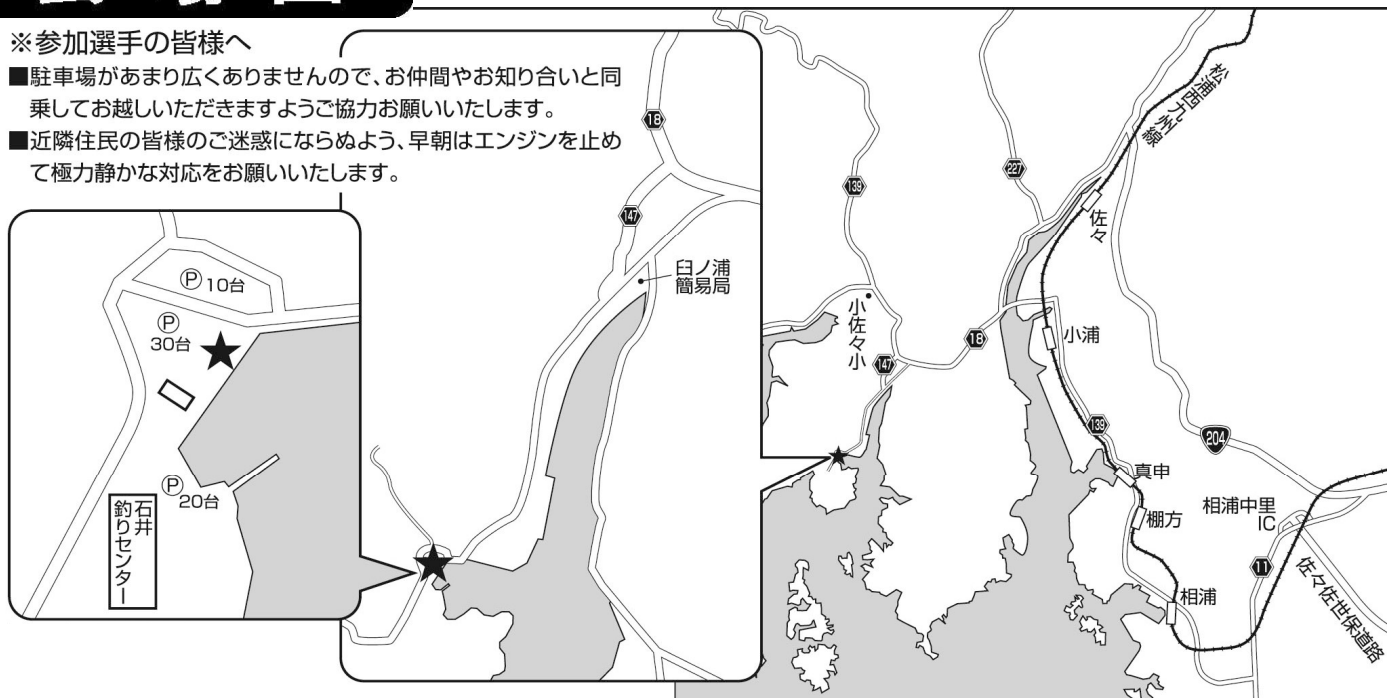 ※参加選手の皆様へ
■駐車場があまり広くありませんので、お仲間やお知り合いと同
乗してお越しいただきますようご協力お願いいたします。
■近隣住民の皆様のご迷惑にならぬよう、早朝はエンジンを止め
て極力静かな対応をお願いいたします。
Ⓟ10台
Ⓟ
30台
Ⓟ
20台
石井
釣りセンター
18
147
臼ノ浦
簡易局
139
227
松浦西九州線
佐々
小佐々小
18
147
小浦
139
204
真申
棚方
相浦中里
IC
11
相浦
佐々佐世保道路